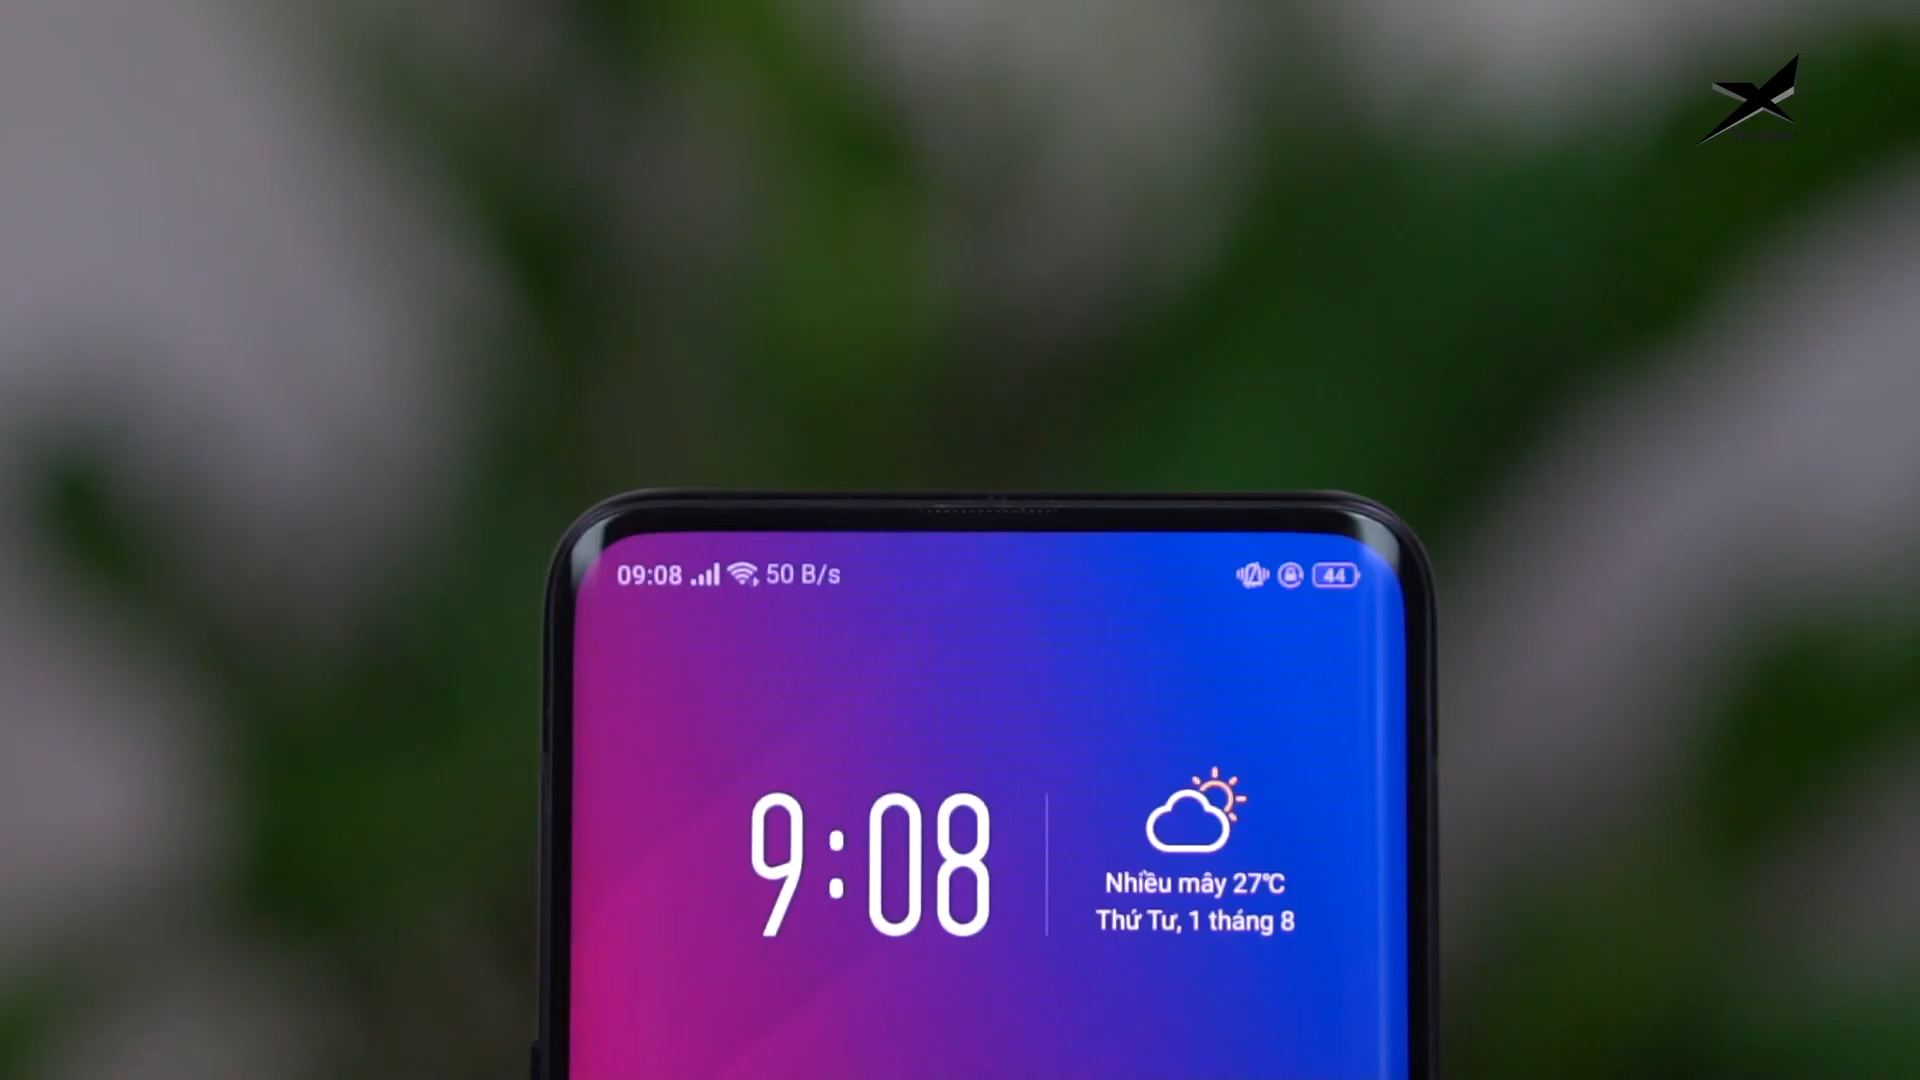 09:08 50 B/s 44
9:08
Nhiều mây 27℃
Thứ Tư, 1 tháng 8